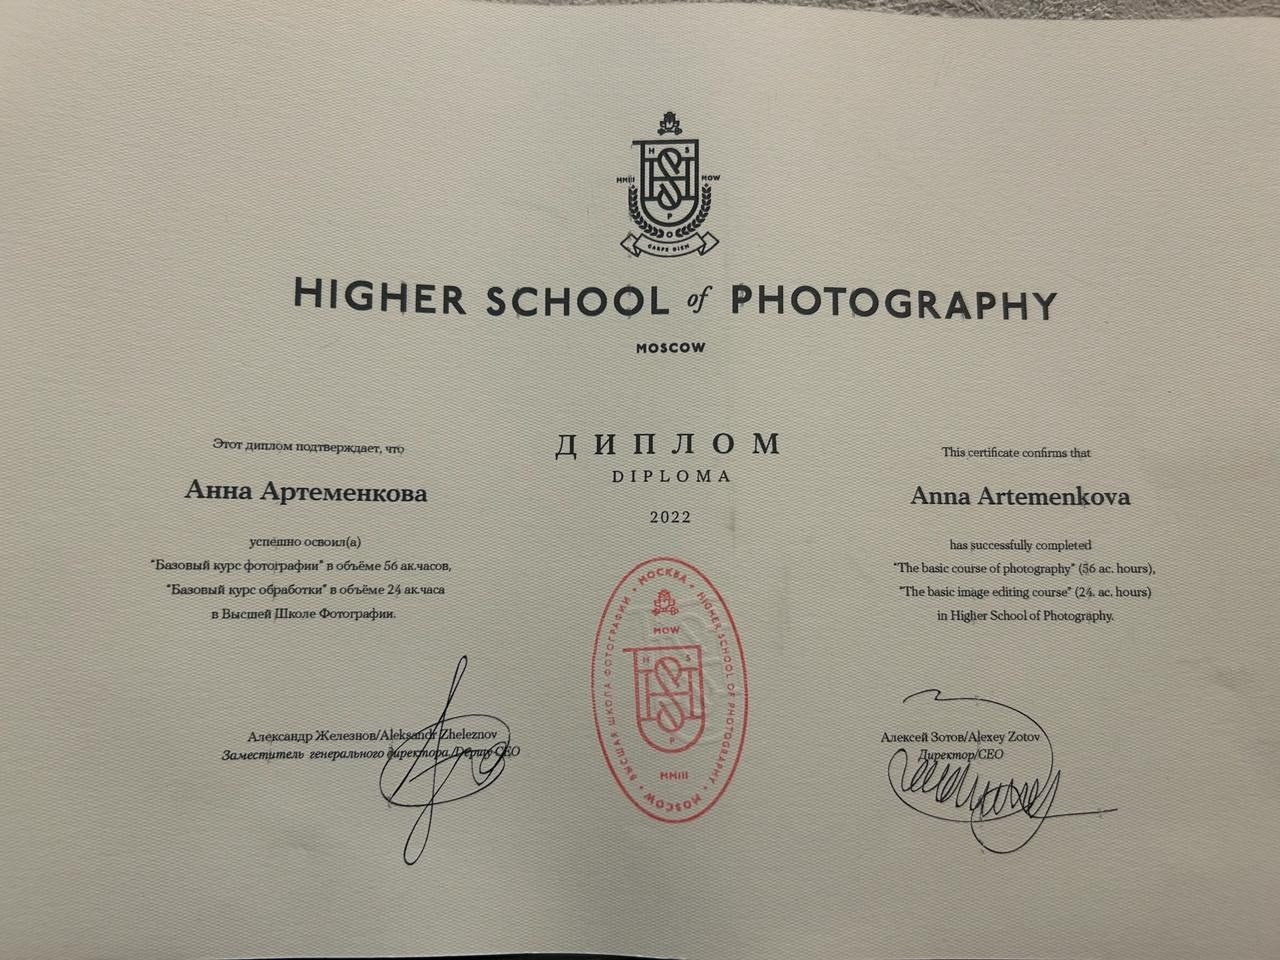 H S
MMIII MOW
P
CARPE DIEM
HIGHER SCHOOL of PHOTOGRAPHY
MOSCOW
ДИПЛОМ
DIPLOMA
2022
Этот диплом подтверждает, что
Анна Артеменкова
успешно освоил(а)
"Базовый курс фотографии" в объёме 56 ак.часов,
"Базовый курс обработки" в объёме 24 ак.часа
в Высшей Школе Фотографии.
Александр Железнов/Aleksandr Zheleznov
Заместитель генерального директора/Deputy CEO
This certificate confirms that
Anna Artemenkova
has successfully completed
"The basic course of photography" (56 ac. hours),
"The basic image editing course" (24. ac. hours)
in Higher School of Photography.
Алексей Зотов/Alexey Zotov
Директор/CEO
ВЫСШАЯ ШКОЛА ФОТОГРАФИИ • МОСКВА • HIGHER SCHOOL OF PHOTOGRAPHY • MOSCOW •
MOW
H S
P
MMIII